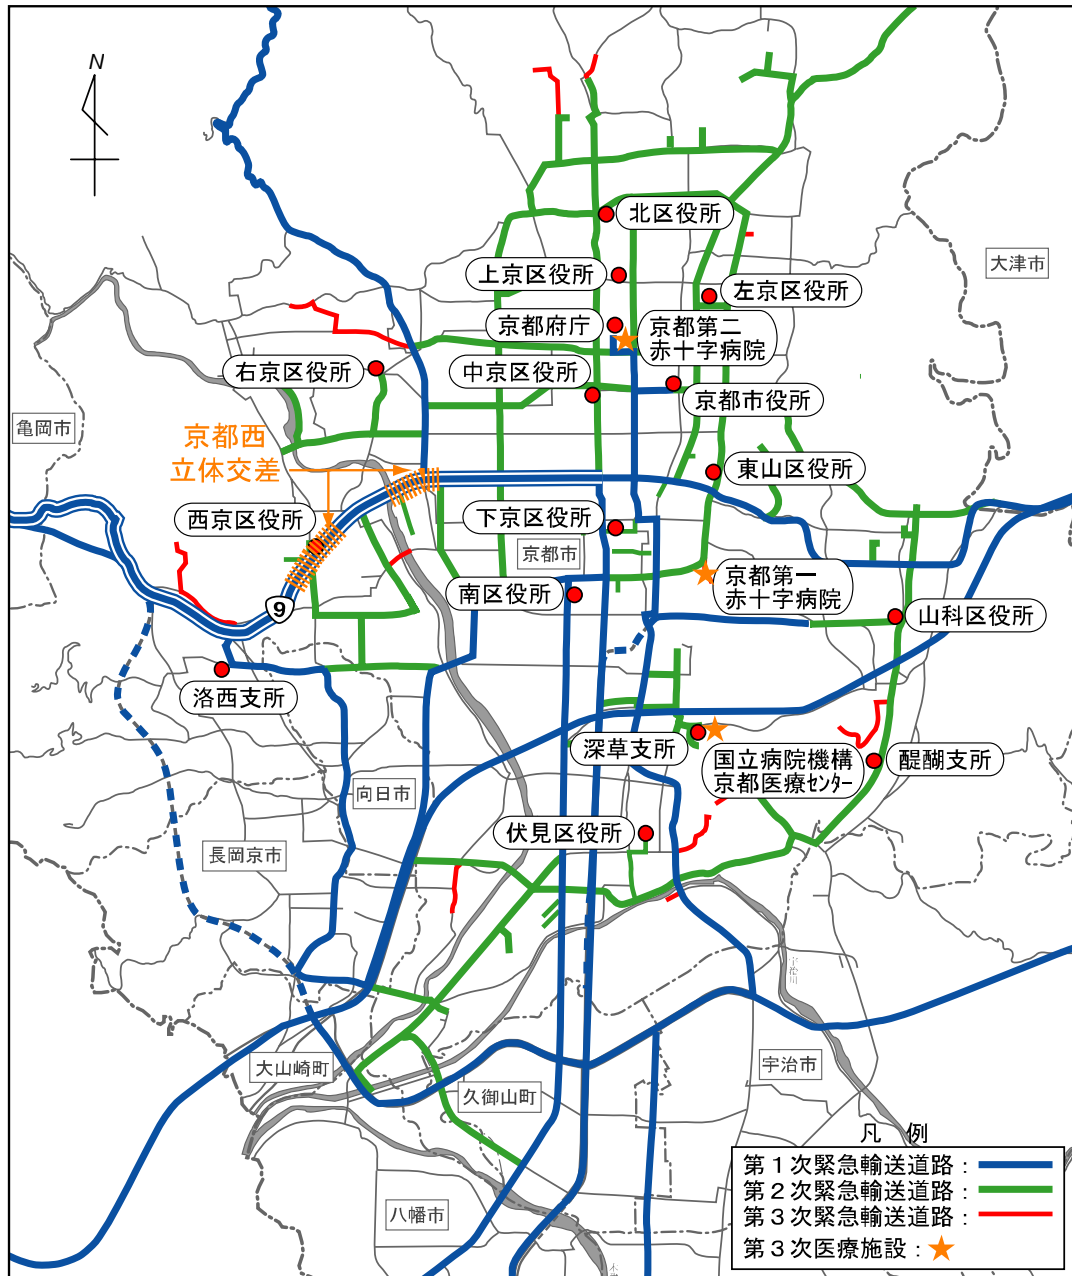 N
大津市
北区役所
上京区役所
左京区役所
京都府庁
京都第二
赤十字病院
右京区役所
中京区役所
京都市役所
亀岡市
京都西
立体交差
東山区役所
西京区役所
下京区役所
京都市
京都第一
赤十字病院
南区役所
9
山科区役所
洛西支所
深草支所
国立病院機構
京都医療センター
醍醐支所
向日市
伏見区役所
長岡京市
宇治川
大山崎町
宇治市
久御山町
八幡市
凡 例
第1次緊急輸送道路:
第2次緊急輸送道路:
第3次緊急輸送道路:
第3次医療施設: